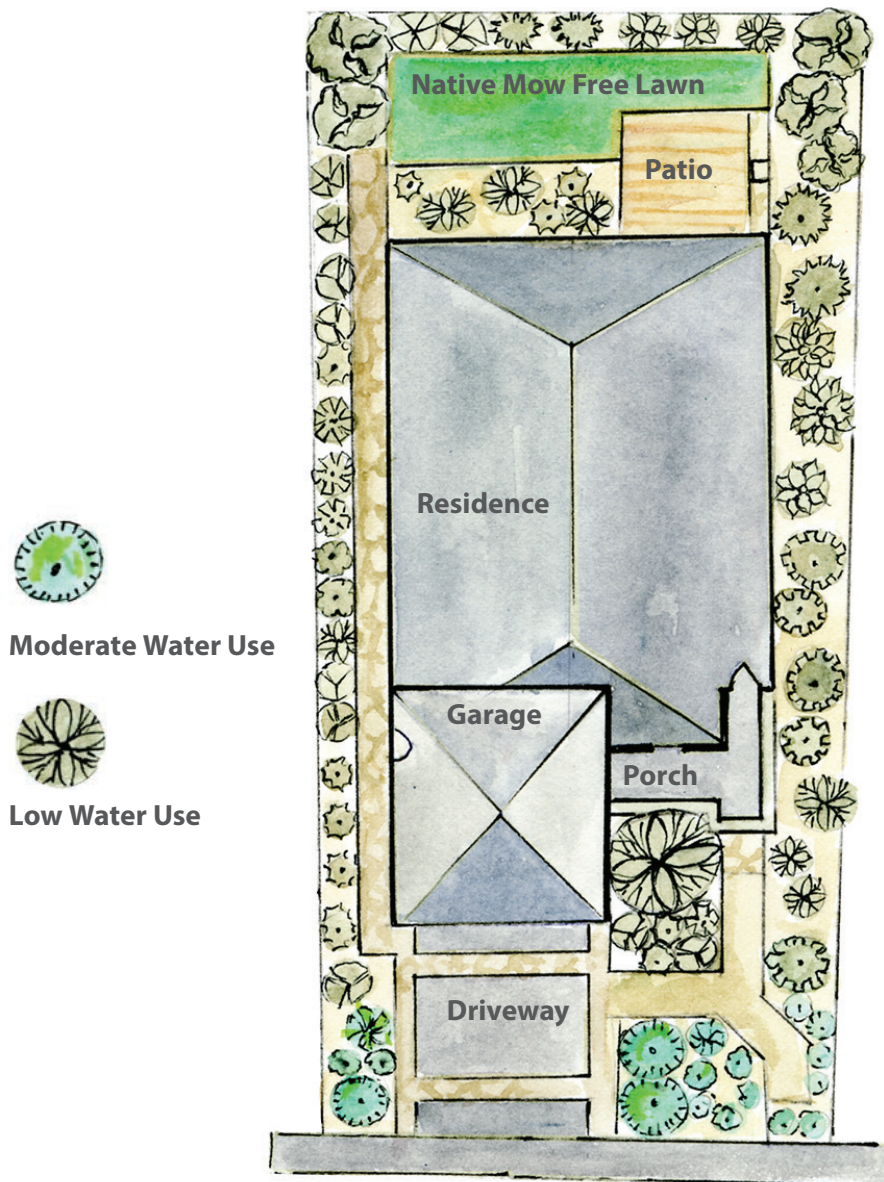 Native Mow Free Lawn
Patio
Residence
Moderate Water Use
Garage
Porch
Low Water Use
Driveway